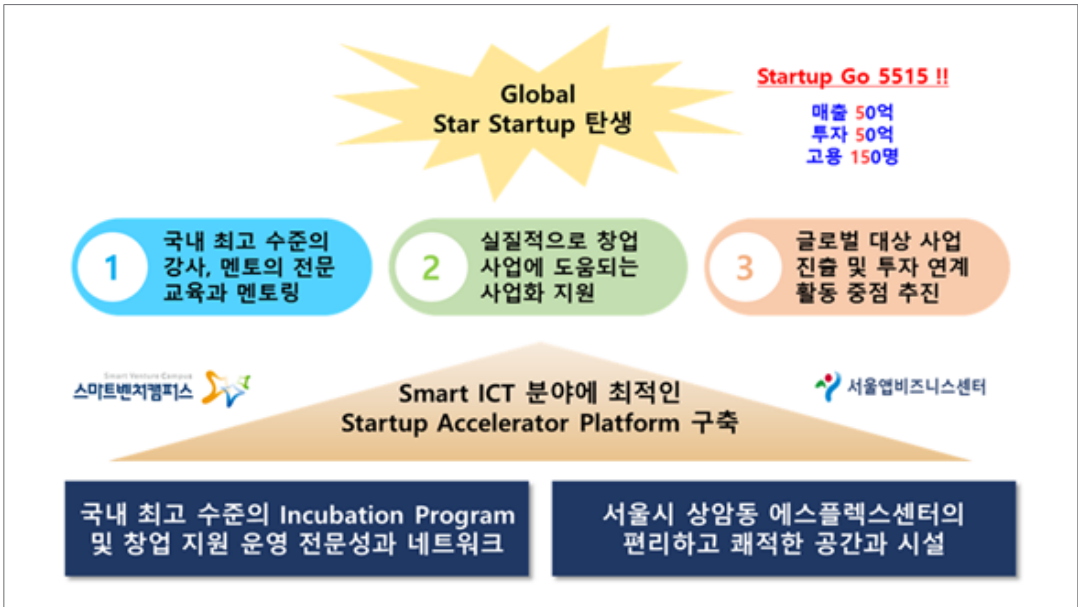 Global
Star Startup 탄생
Startup Go 5515 !!
매출 50억
투자 50억
고용 150명
1
국내 최고 수준의
강사, 멘토의 전문
교육과 멘토링
2
실질적으로 창업
사업에 도움되는
사업화 지원
3
글로벌 대상 사업
진출 및 투자 연계
활동 중점 추진
Smart Venture Campus
스마트벤처캠퍼스
Smart ICT 분야에 최적인
Startup Accelerator Platform 구축
서울앱비즈니스센터
국내 최고 수준의 Incubation Program
및 창업 지원 운영 전문성과 네트워크
서울시 상암동 에스플렉스센터의
편리하고 쾌적한 공간과 시설